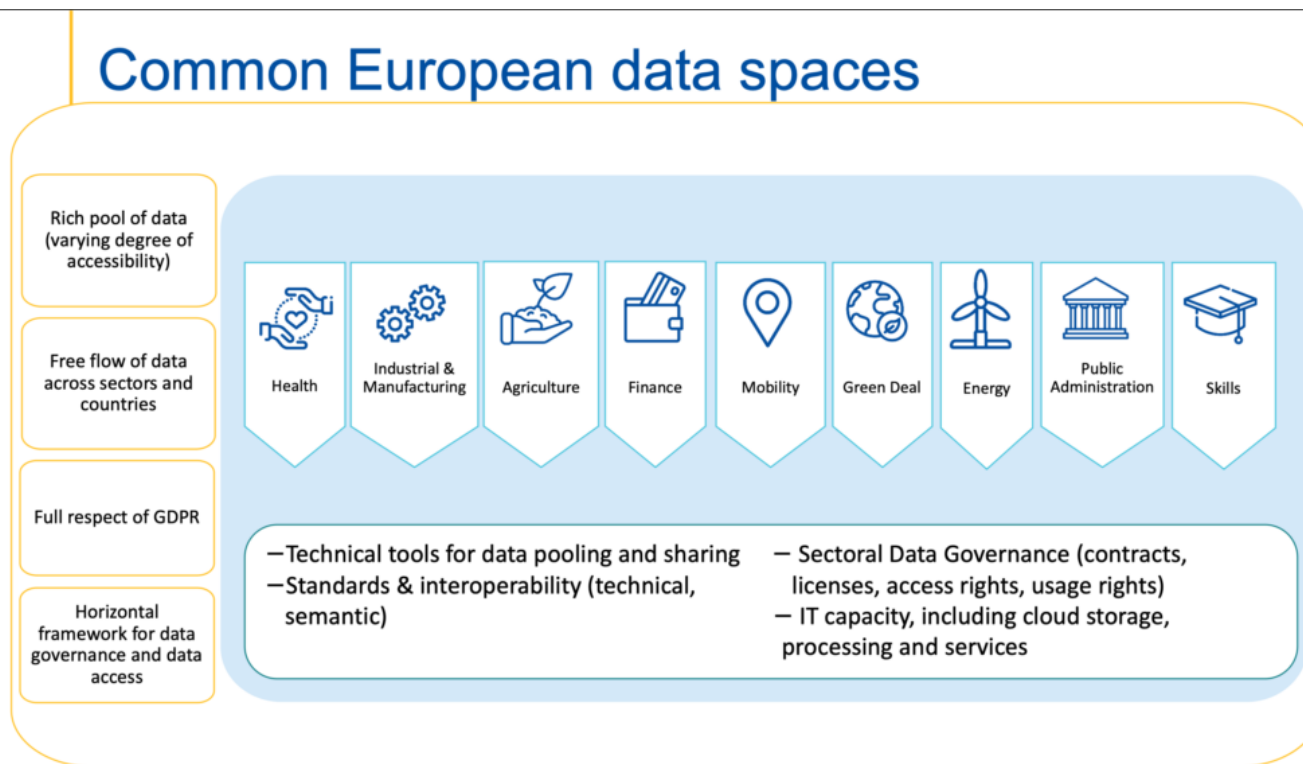 Common European data spaces
Rich pool of data
(varying degree of
accessibility)
Free flow of data
across sectors and
countries
Full respect of GDPR
Horizontal
framework for data
governance and data
access
Health
Industrial &
Manufacturing
Agriculture
Finance
Mobility
Green Deal
Energy
Public
Administration
Skills
–Technical tools for data pooling and sharing
–Standards & interoperability (technical,
semantic)
– Sectoral Data Governance (contracts,
licenses, access rights, usage rights)
– IT capacity, including cloud storage,
processing and services